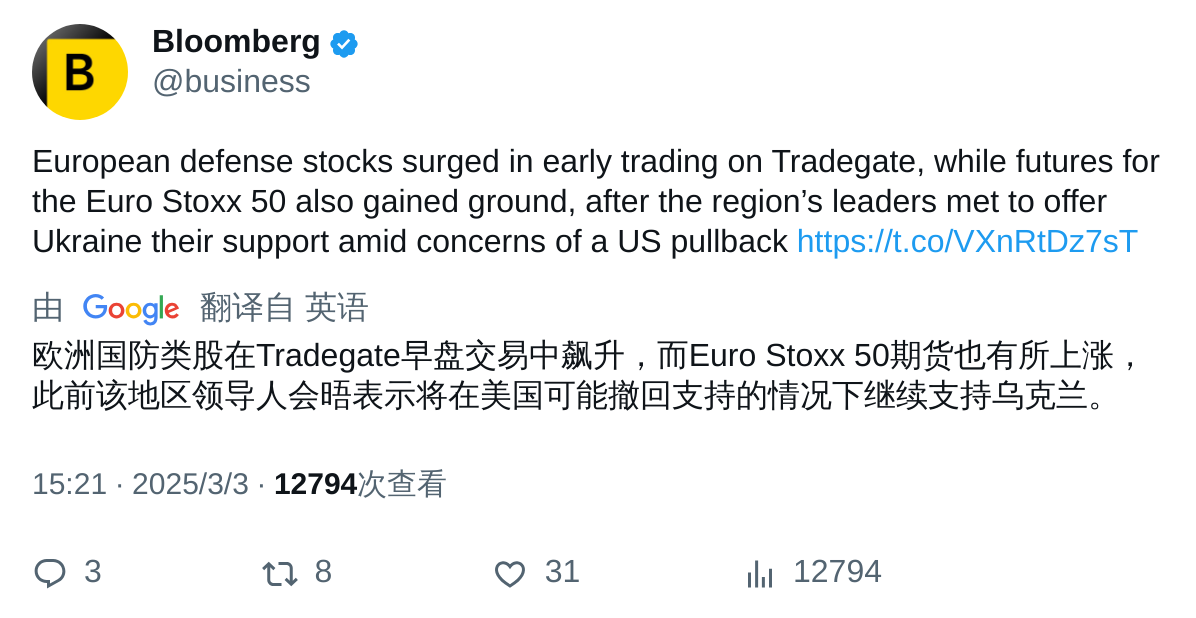 B
Bloomberg
@business
European defense stocks surged in early trading on Tradegate, while futures for
the Euro Stoxx 50 also gained ground, after the region’s leaders met to offer
Ukraine their support amid concerns of a US pullback https://t.co/VXnRtDz7sT
由 Google 翻译自 英语
欧洲国防类股在Tradegate早盘交易中飙升，而Euro Stoxx 50期货也有所上涨，
此前该地区领导人会晤表示将在美国可能撤回支持的情况下继续支持乌克兰。
15:21 · 2025/3/3 · 12794次查看
3 8 31 12794